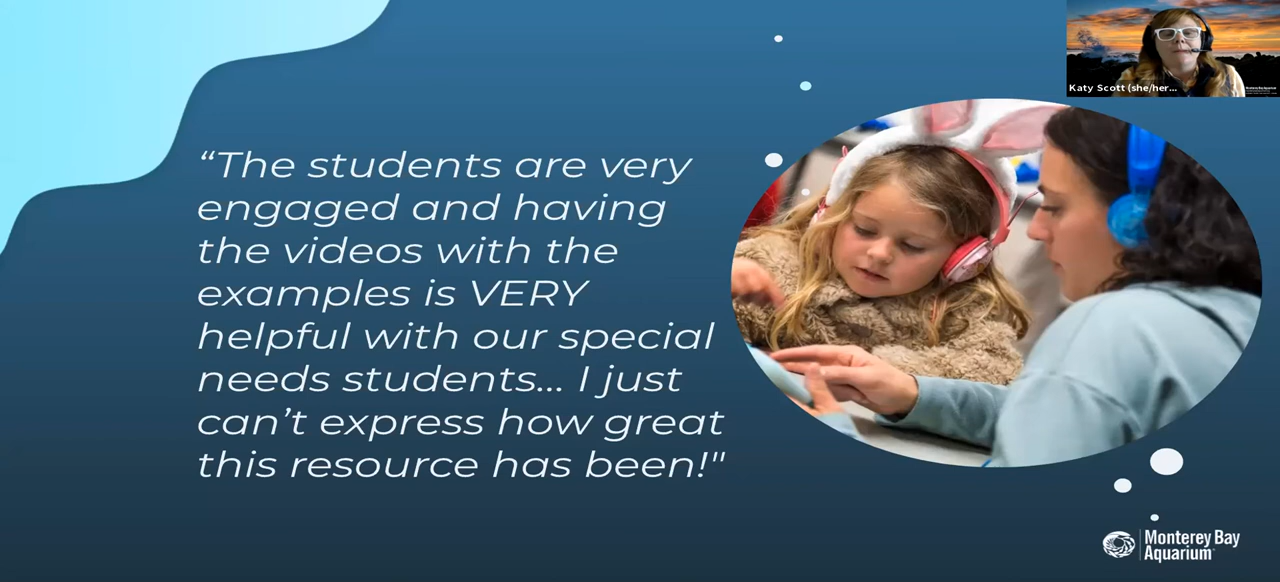 Katy Scott (she/her...
“The students are very
engaged and having
the videos with the
examples is VERY
helpful with our special
needs students... I just
can’t express how great
this resource has been!"
Monterey Bay
Aquarium